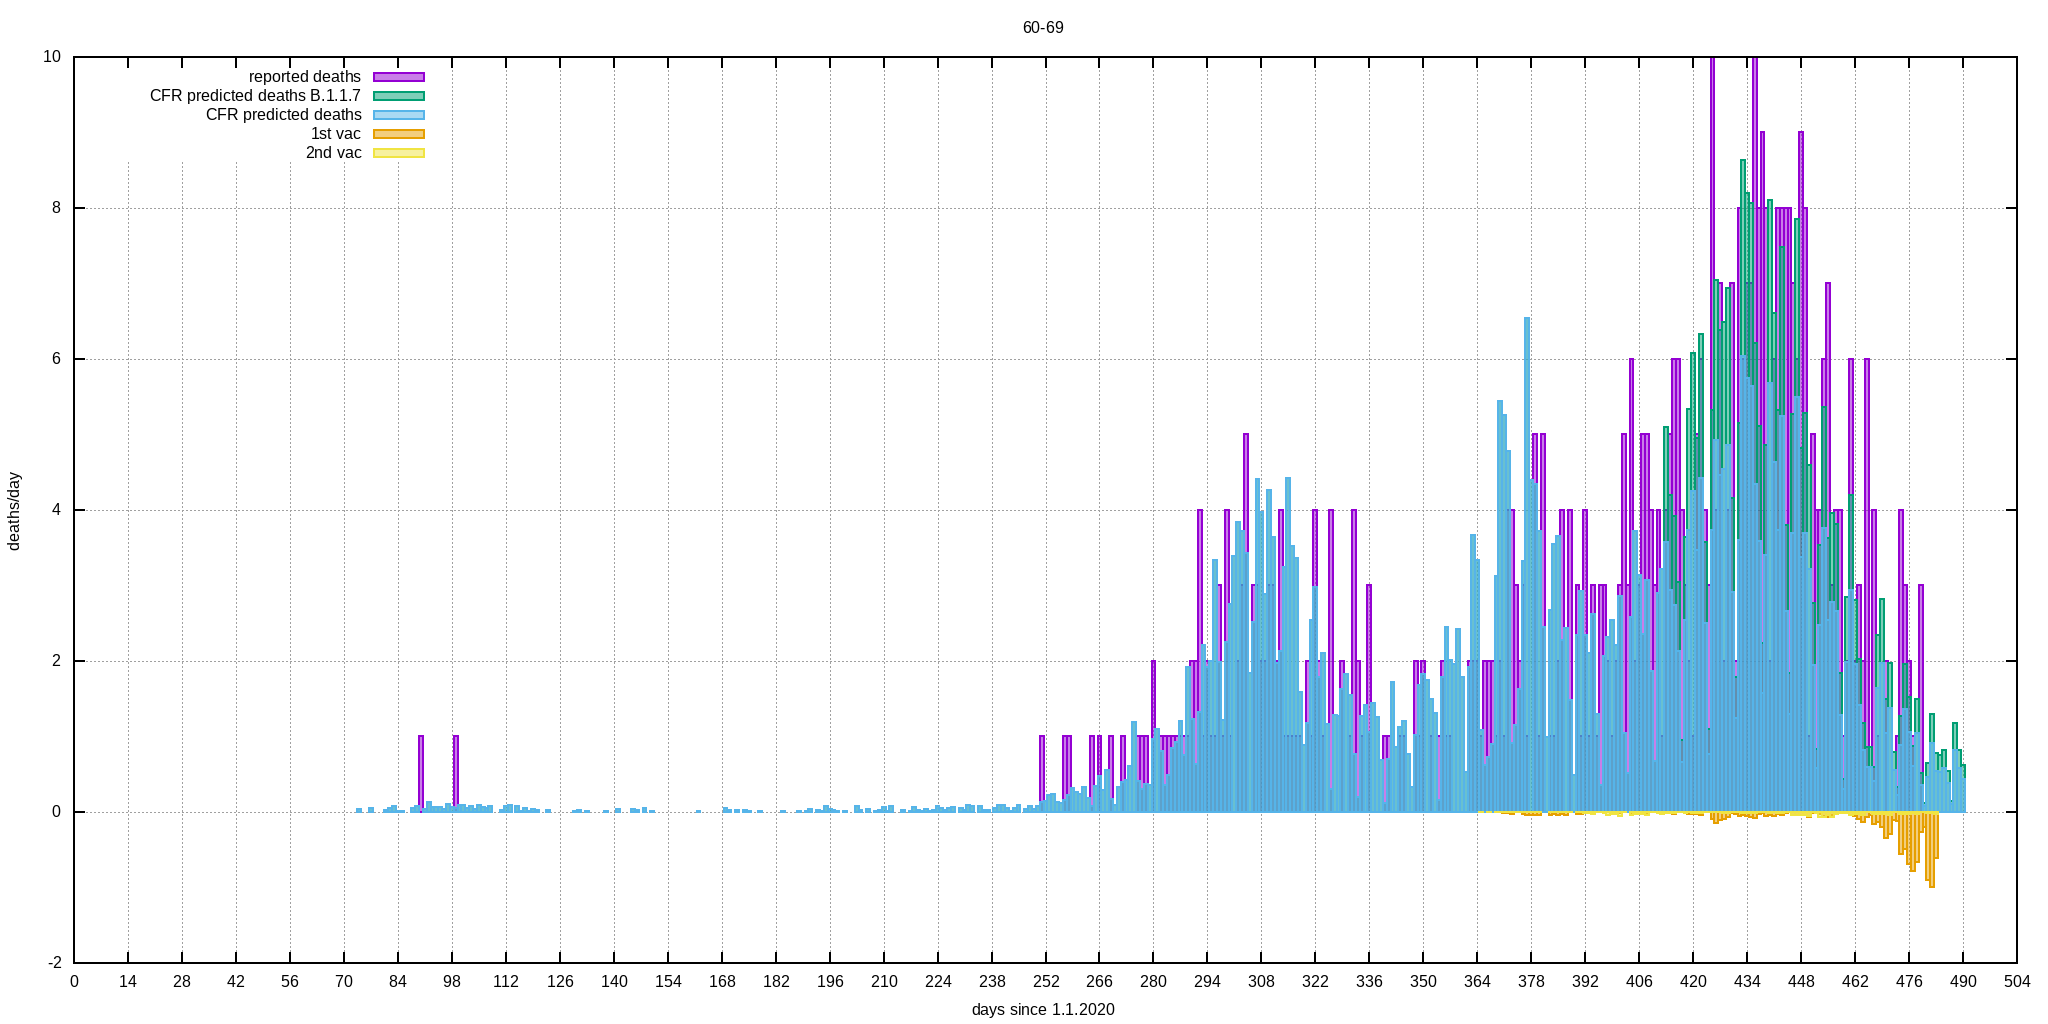 60-69
reported deaths
CFR predicted deaths B.1.1.7
CFR predicted deaths
1st vac
2nd vac
10
8
6
4
2
0
-2
deaths/day
0 14 28 42 56 70 84 98 112 126 140 154 168 182 196 210 224 238 252 266 280 294 308 322 336 350 364 378 392 406 420 434 448 462 476 490 504
days since 1.1.2020